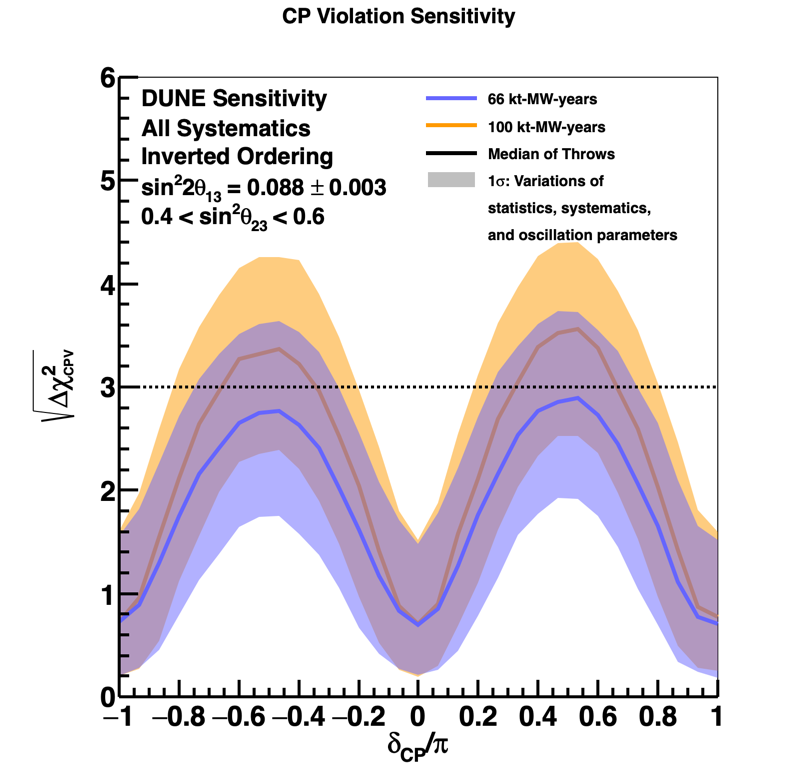 CP Violation Sensitivity
DUNE Sensitivity
All Systematics
Inverted Ordering
sin²2θ₁₃ = 0.088 ± 0.003
0.4 < sin²θ₂₃ < 0.6
66 kt-MW-years
100 kt-MW-years
Median of Throws
1σ: Variations of
statistics, systematics,
and oscillation parameters
6
5
4
3
2
1
0
√Δχ²CPV
−1 −0.8 −0.6 −0.4 −0.2 0 0.2 0.4 0.6 0.8 1
δCP/π